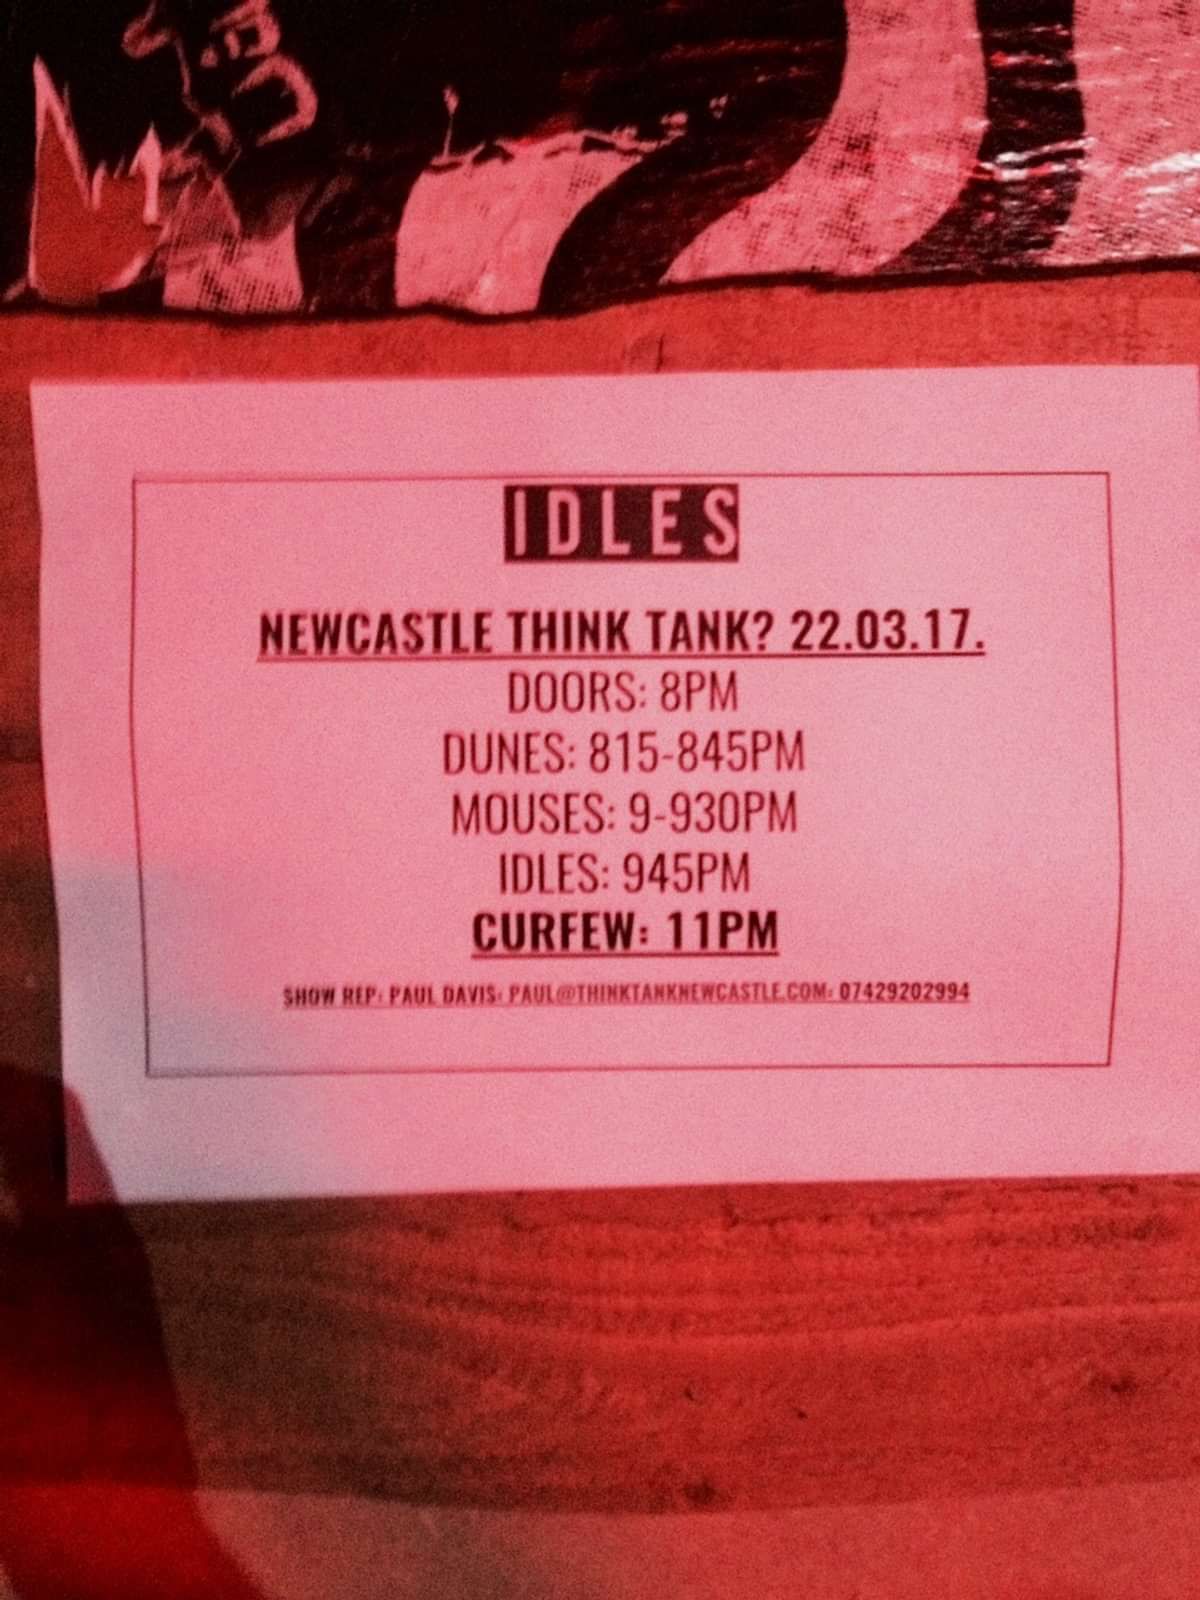 IDLES
NEWCASTLE THINK TANK? 22.03.17.
DOORS: 8PM
DUNES: 815-845PM
MOUSES: 9-930PM
IDLES: 945PM
CURFEW: 11PM
SHOW REP: PAUL DAVIS: PAUL@THINKTANKNEWCASTLE.COM: 07429202994